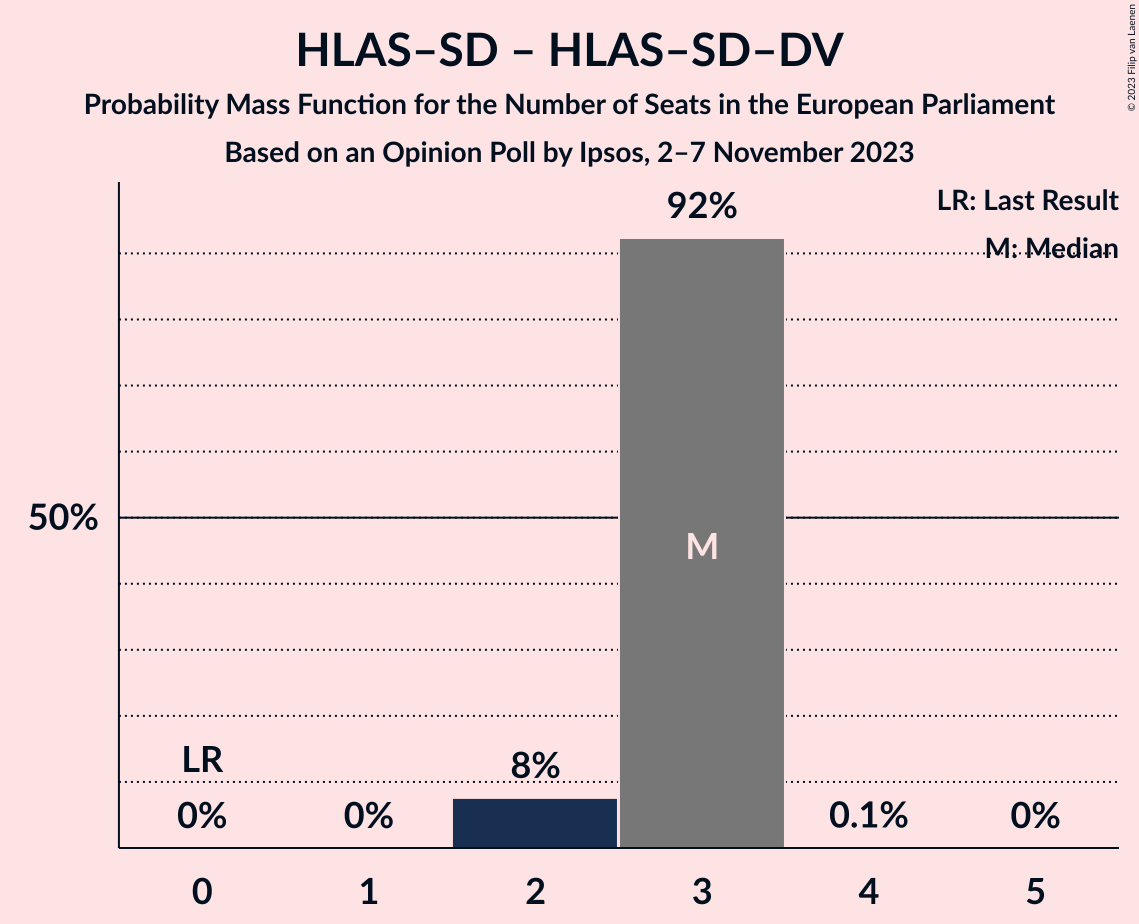 HLAS–SD – HLAS–SD–DV
Probability Mass Function for the Number of Seats in the European Parliament
Based on an Opinion Poll by Ipsos, 2–7 November 2023
© 2023 Filip van Laenen
LR: Last Result
M: Median
92%
50%
M
LR
8%
0%
0%
0.1%
0%
0
1
2
3
4
5